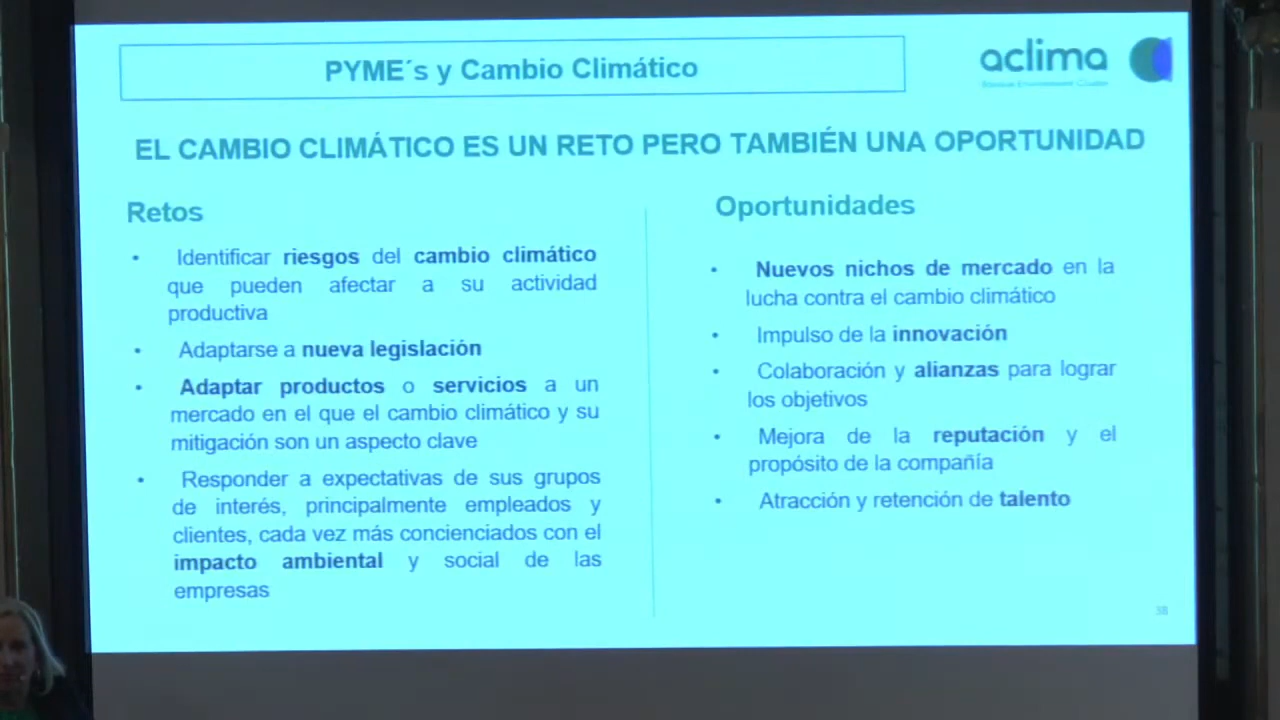 PYME´s y Cambio Climático
aclima
Basque Environment Cluster
EL CAMBIO CLIMÁTICO ES UN RETO PERO TAMBIÉN UNA OPORTUNIDAD
Retos
• Identificar riesgos del cambio climático
que pueden afectar a su actividad
productiva
• Adaptarse a nueva legislación
• Adaptar productos o servicios a un
mercado en el que el cambio climático y su
mitigación son un aspecto clave
• Responder a expectativas de sus grupos
de interés, principalmente empleados y
clientes, cada vez más concienciados con el
impacto ambiental y social de las
empresas
Oportunidades
• Nuevos nichos de mercado en la
lucha contra el cambio climático
• Impulso de la innovación
• Colaboración y alianzas para lograr
los objetivos
• Mejora de la reputación y el
propósito de la compañía
• Atracción y retención de talento
38